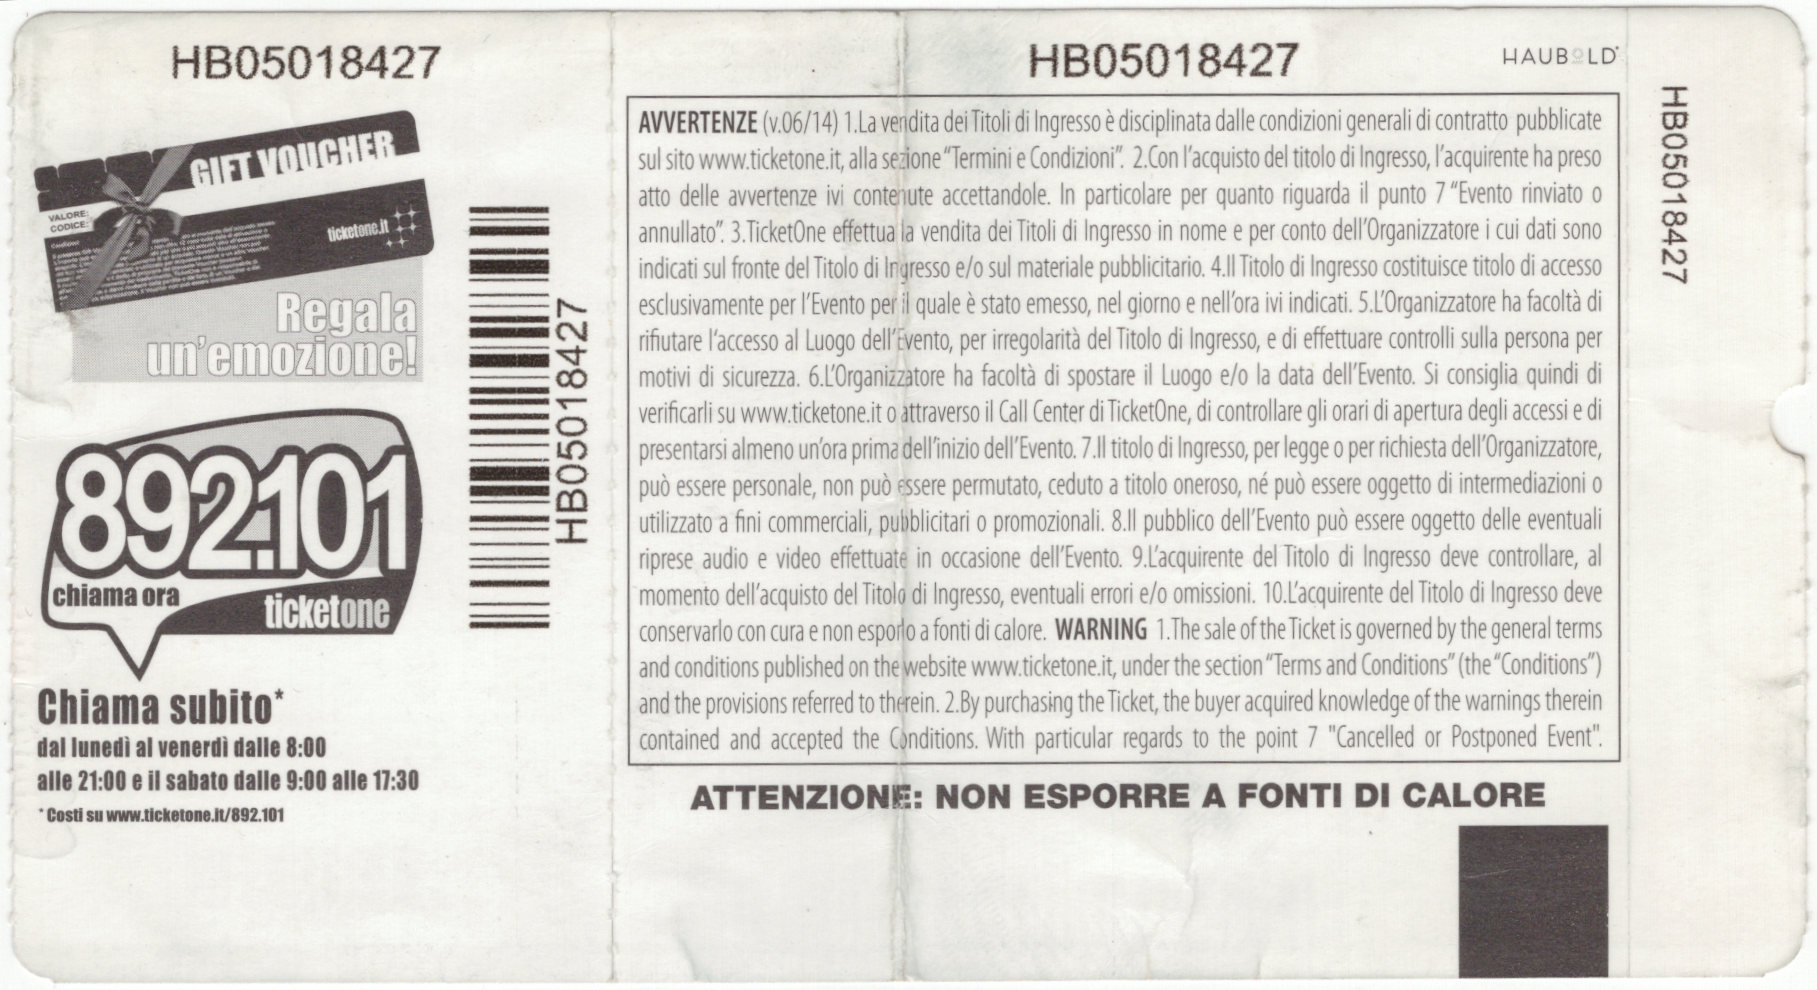 HB05018427
GIFT VOUCHER
VALORE:
CODICE:
ticketone.it
Regala
un'emozione!
892.101
chiama ora
ticketone
Chiama subito*
dal lunedì al venerdì dalle 8:00
alle 21:00 e il sabato dalle 9:00 alle 17:30
* Costi su www.ticketone.it/892.101
HB05018427
HB05018427
HAUBOLD
AVVERTENZE (v.06/14) 1.La vendita dei Titoli di Ingresso è disciplinata dalle condizioni generali di contratto pubblicate
sul sito www.ticketone.it, alla sezione "Termini e Condizioni". 2.Con l'acquisto del titolo di Ingresso, l'acquirente ha preso
atto delle avvertenze ivi contenute accettandole. In particolare per quanto riguarda il punto 7 "Evento rinviato o
annullato". 3.TicketOne effettua la vendita dei Titoli di Ingresso in nome e per conto dell'Organizzatore i cui dati sono
indicati sul fronte del Titolo di Ingresso e/o sul materiale pubblicitario. 4.Il Titolo di Ingresso costituisce titolo di accesso
esclusivamente per l'Evento per il quale è stato emesso, nel giorno e nell'ora ivi indicati. 5.L'Organizzatore ha facoltà di
rifiutare l'accesso al Luogo dell'Evento, per irregolarità del Titolo di Ingresso, e di effettuare controlli sulla persona per
motivi di sicurezza. 6.L'Organizzatore ha facoltà di spostare il Luogo e/o la data dell'Evento. Si consiglia quindi di
verificarli su www.ticketone.it o attraverso il Call Center di TicketOne, di controllare gli orari di apertura degli accessi e di
presentarsi almeno un'ora prima dell'inizio dell'Evento. 7.Il titolo di Ingresso, per legge o per richiesta dell'Organizzatore,
può essere personale, non può essere permutato, ceduto a titolo oneroso, né può essere oggetto di intermediazioni o
utilizzato a fini commerciali, pubblicitari o promozionali. 8.Il pubblico dell'Evento può essere oggetto delle eventuali
riprese audio e video effettuate in occasione dell'Evento. 9.L'acquirente del Titolo di Ingresso deve controllare, al
momento dell'acquisto del Titolo di Ingresso, eventuali errori e/o omissioni. 10.L'acquirente del Titolo di Ingresso deve
conservarlo con cura e non esporlo a fonti di calore. WARNING 1.The sale of the Ticket is governed by the general terms
and conditions published on the website www.ticketone.it, under the section "Terms and Conditions" (the "Conditions")
and the provisions referred to therein. 2.By purchasing the Ticket, the buyer acquired knowledge of the warnings therein
contained and accepted the Conditions. With particular regards to the point 7 "Cancelled or Postponed Event".
ATTENZIONE: NON ESPORRE A FONTI DI CALORE
HB05018427